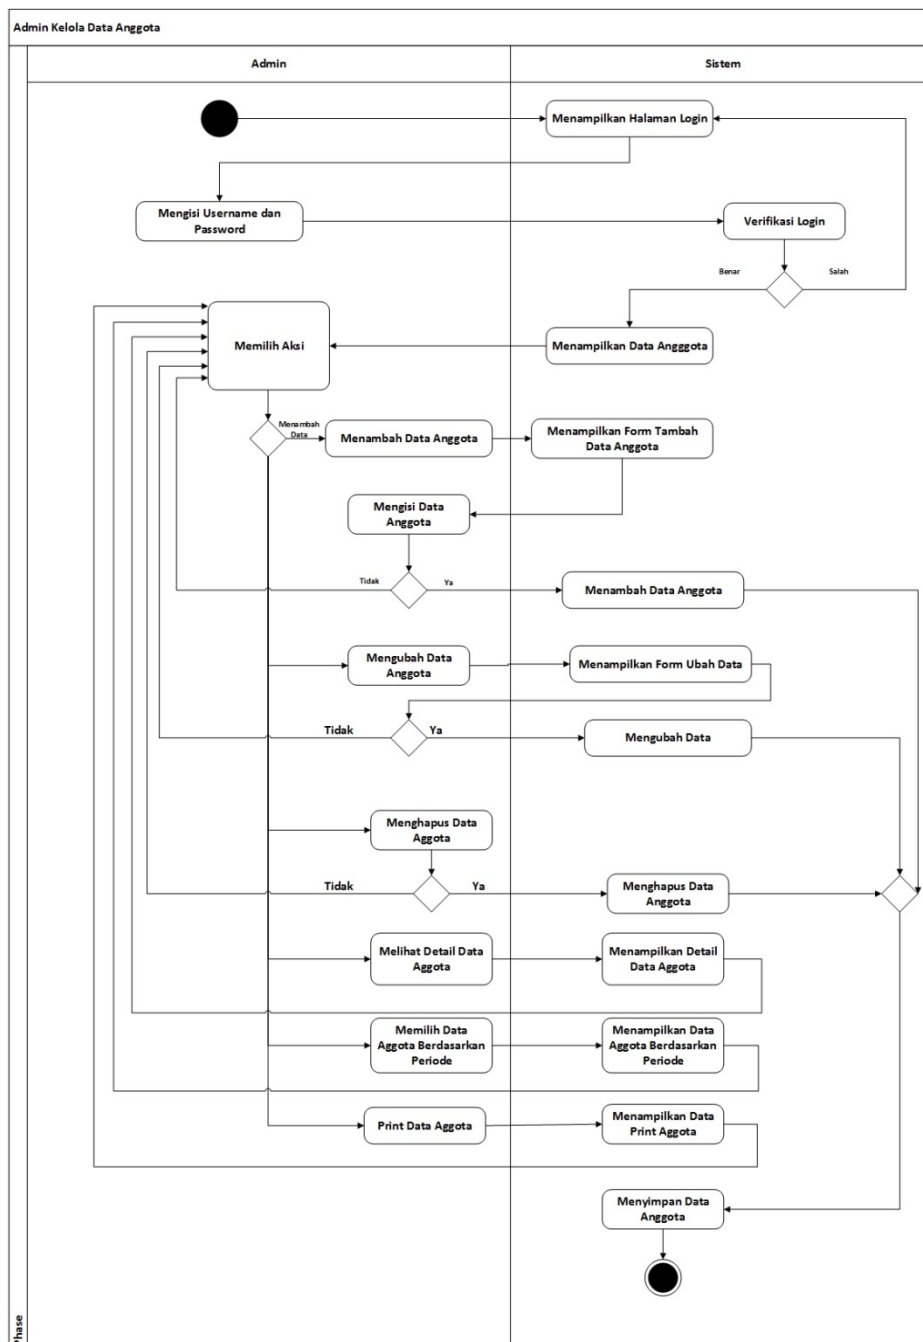 Admin Kelola Data Anggota
Admin
Sistem
Menampilkan Halaman Login
Mengisi Username dan
Password
Verifikasi Login
Benar
Salah
Memilih Aksi
Menampilkan Data Angggota
Menambah
Data
Menambah Data Anggota
Menampilkan Form Tambah
Data Anggota
Mengisi Data
Anggota
Tidak
Ya
Menambah Data Anggota
Mengubah Data
Anggota
Menampilkan Form Ubah Data
Tidak
Ya
Mengubah Data
Menghapus Data
Aggota
Tidak
Ya
Menghapus Data
Anggota
Melihat Detail Data
Aggota
Menampilkan Detail
Data Aggota
Memilih Data
Aggota Berdasarkan
Periode
Menampilkan Data
Aggota Berdasarkan
Periode
Print Data Aggota
Menampilkan Data
Print Aggota
Menyimpan Data
Anggota
Phase